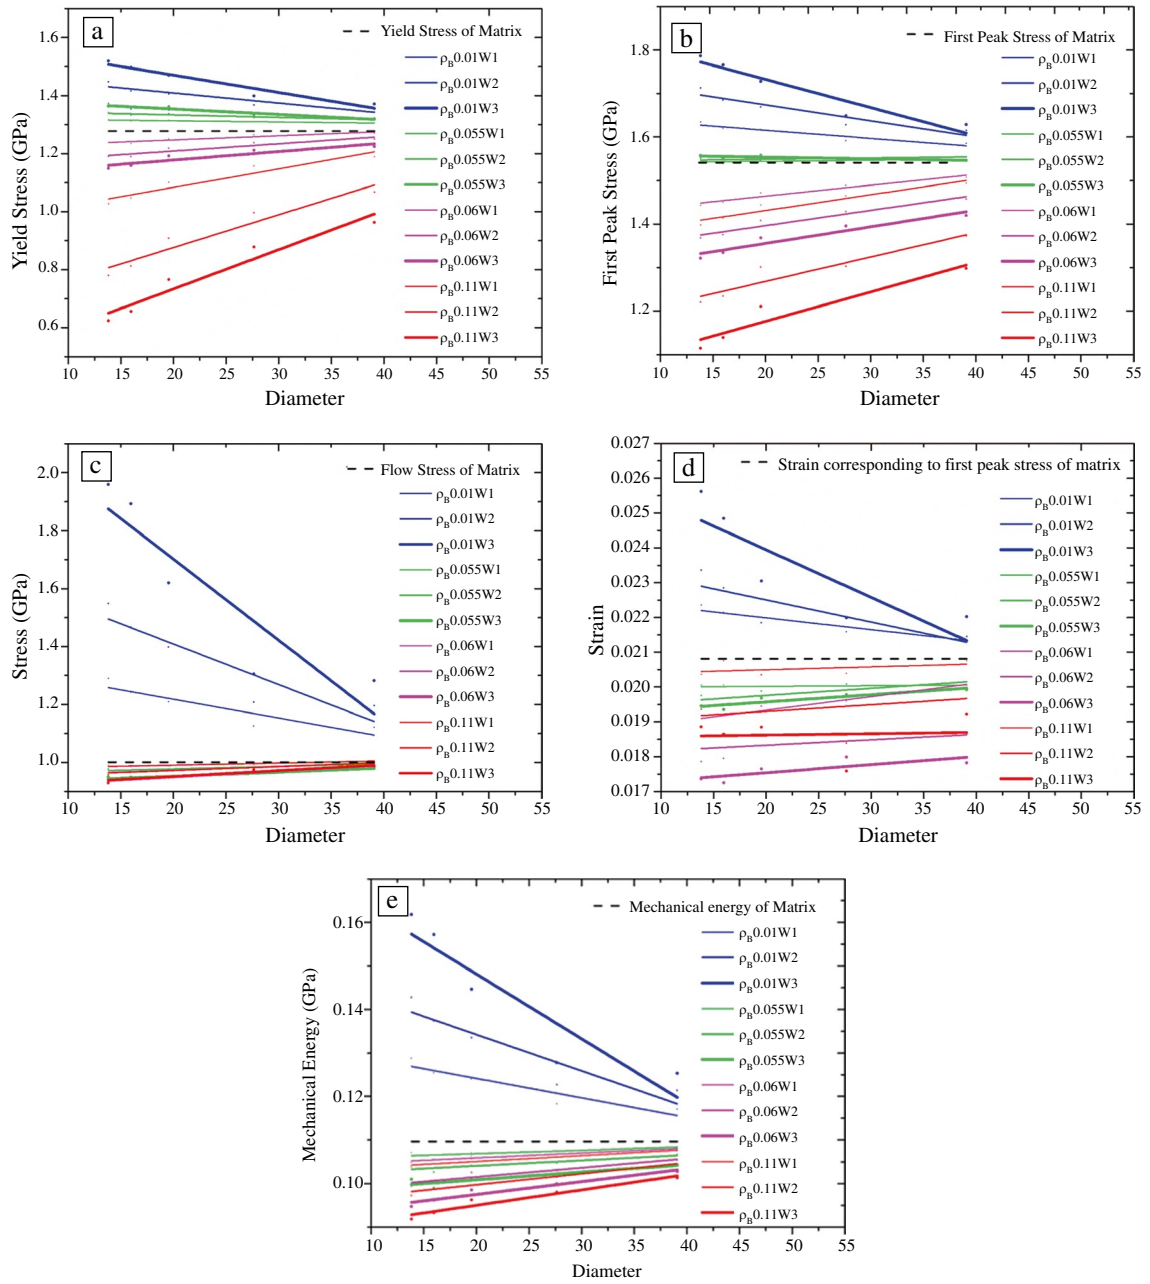 a
Yield Stress of Matrix
ρB0.01W1
ρB0.01W2
ρB0.01W3
ρB0.055W1
ρB0.055W2
ρB0.055W3
ρB0.06W1
ρB0.06W2
ρB0.06W3
ρB0.11W1
ρB0.11W2
ρB0.11W3
1.6
1.4
1.2
1.0
0.8
0.6
Yield Stress (GPa)
10 15 20 25 30 35 40 45 50 55
Diameter
b
First Peak Stress of Matrix
ρB0.01W1
ρB0.01W2
ρB0.01W3
ρB0.055W1
ρB0.055W2
ρB0.055W3
ρB0.06W1
ρB0.06W2
ρB0.06W3
ρB0.11W1
ρB0.11W2
ρB0.11W3
1.8
1.6
1.4
1.2
First Peak Stress (GPa)
10 15 20 25 30 35 40 45 50 55
Diameter
c
Flow Stress of Matrix
ρB0.01W1
ρB0.01W2
ρB0.01W3
ρB0.055W1
ρB0.055W2
ρB0.055W3
ρB0.06W1
ρB0.06W2
ρB0.06W3
ρB0.11W1
ρB0.11W2
ρB0.11W3
2.0
1.8
1.6
1.4
1.2
1.0
Stress (GPa)
10 15 20 25 30 35 40 45 50 55
Diameter
d
Strain corresponding to first peak stress of matrix
ρB0.01W1
ρB0.01W2
ρB0.01W3
ρB0.055W1
ρB0.055W2
ρB0.055W3
ρB0.06W1
ρB0.06W2
ρB0.06W3
ρB0.11W1
ρB0.11W2
ρB0.11W3
0.027
0.026
0.025
0.024
0.023
0.022
0.021
0.020
0.019
0.018
0.017
Strain
10 15 20 25 30 35 40 45 50 55
Diameter
e
Mechanical energy of Matrix
ρB0.01W1
ρB0.01W2
ρB0.01W3
ρB0.055W1
ρB0.055W2
ρB0.055W3
ρB0.06W1
ρB0.06W2
ρB0.06W3
ρB0.11W1
ρB0.11W2
ρB0.11W3
0.16
0.14
0.12
0.10
Mechanical Energy (GPa)
10 15 20 25 30 35 40 45 50 55
Diameter